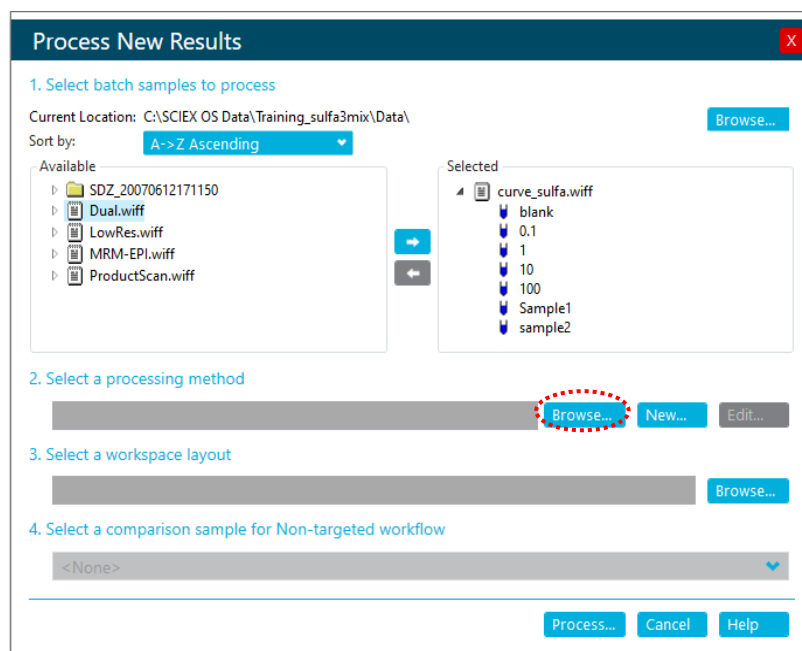 Process New Results
X
1. Select batch samples to process
Current Location: C:\SCIEX OS Data\Training_sulfa3mix\Data\
Browse...
Sort by:
A->Z Ascending
Available
SDZ_20070612171150
Dual.wiff
LowRes.wiff
MRM-EPI.wiff
ProductScan.wiff
Selected
curve_sulfa.wiff
blank
0.1
1
10
100
Sample1
sample2
2. Select a processing method
Browse... New... Edit...
3. Select a workspace layout
Browse...
4. Select a comparison sample for Non-targeted workflow
<None>
Process... Cancel Help